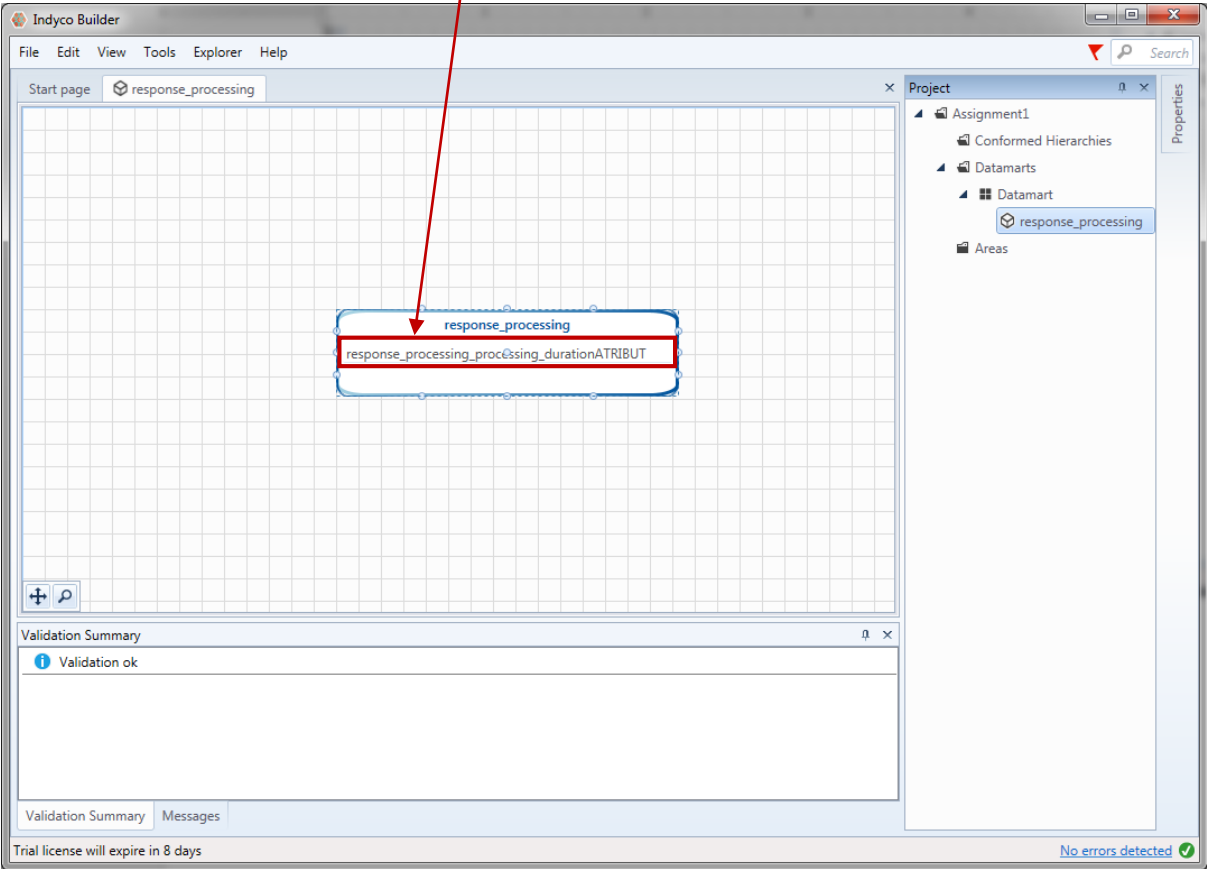 Indyco Builder
File Edit View Tools Explorer Help
Search
Start page response_processing
Project
Properties
Assignment1
Conformed Hierarchies
Datamarts
Datamart
response_processing
Areas
response_processing
response_processing_processing_durationATRIBUT
Validation Summary
Validation ok
Validation Summary Messages
Trial license will expire in 8 days
No errors detected